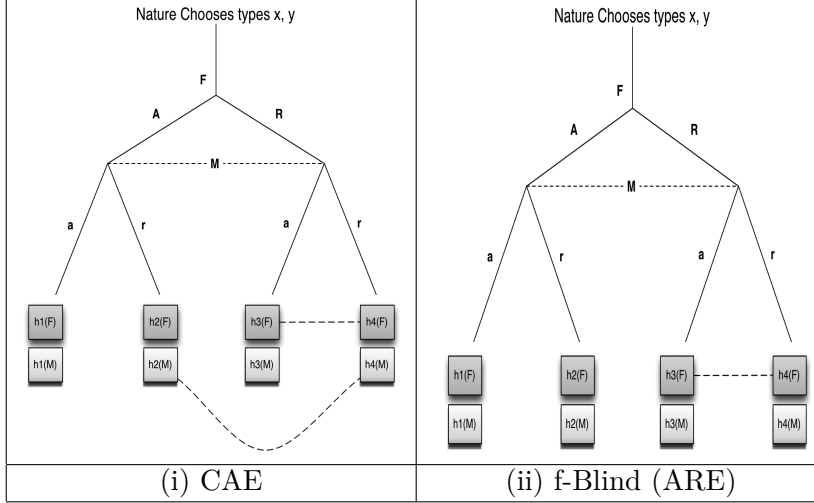 Nature Chooses types x, y
F
A R
M
a r a r
h1(F) h2(F) h3(F) h4(F)
h1(M) h2(M) h3(M) h4(M)
(i) CAE
Nature Chooses types x, y
F
A R
M
a r a r
h1(F) h2(F) h3(F) h4(F)
h1(M) h2(M) h3(M) h4(M)
(ii) f-Blind (ARE)